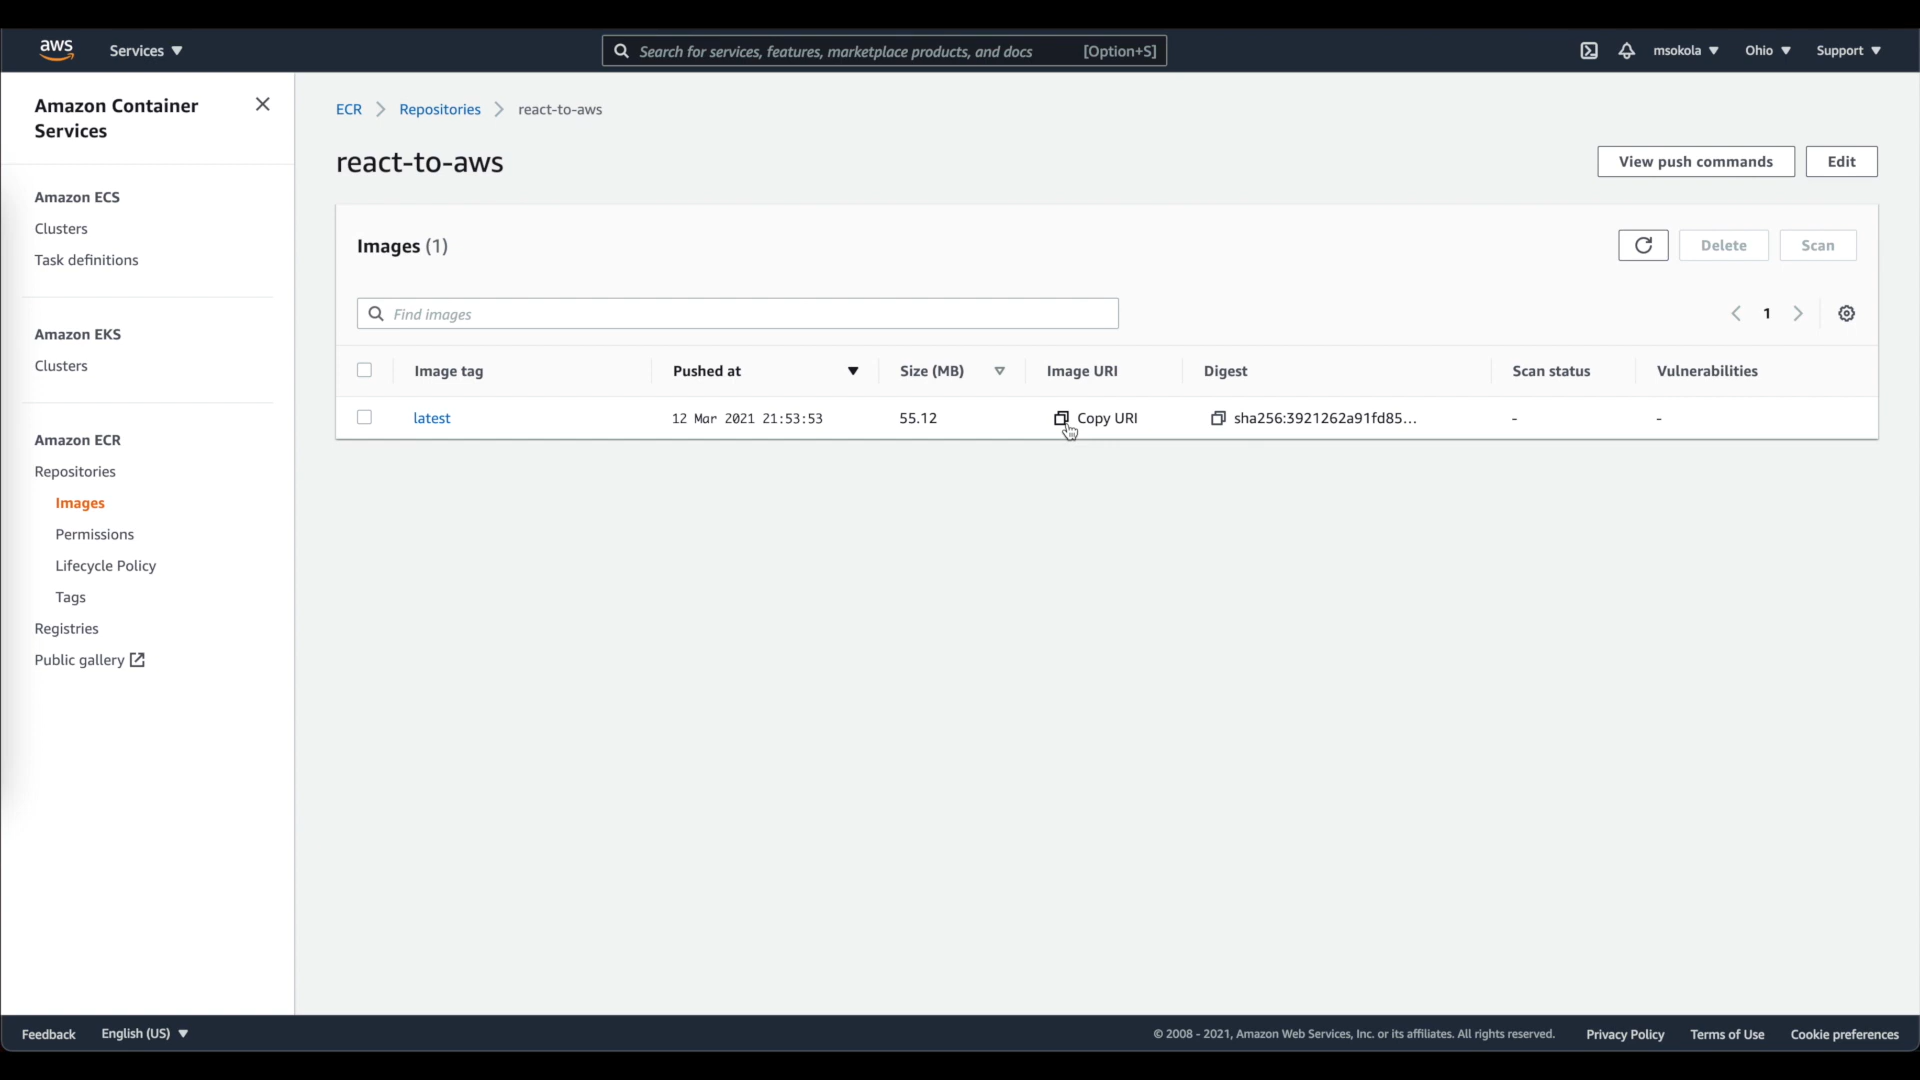 aws Services Search for services, features, marketplace products, and docs [Option+S] msokola Ohio Support
Amazon Container
Services
Amazon ECS
Clusters
Task definitions
Amazon EKS
Clusters
Amazon ECR
Repositories
Images
Permissions
Lifecycle Policy
Tags
Registries
Public gallery
ECR Repositories react-to-aws
react-to-aws View push commands Edit
Images (1) Delete Scan
Find images 1
Image tag Pushed at Size (MB) Image URI Digest Scan status Vulnerabilities
latest 12 Mar 2021 21:53:53 55.12 Copy URI sha256:3921262a91fd85... - -
Feedback English (US) © 2008 - 2021, Amazon Web Services, Inc. or its affiliates. All rights reserved. Privacy Policy Terms of Use Cookie preferences